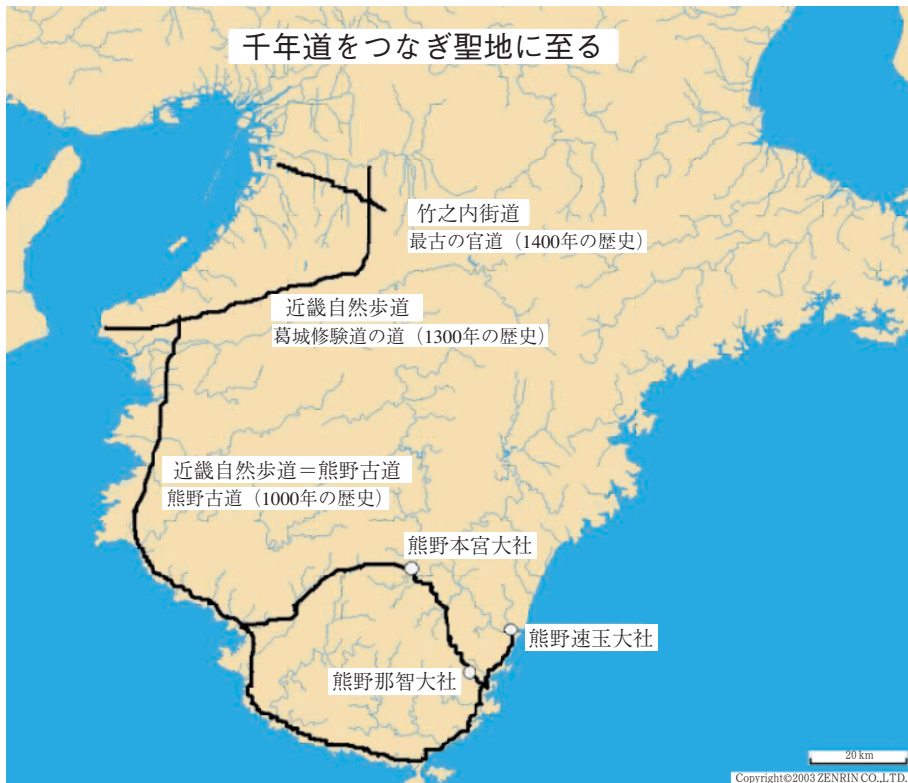 千年道をつなぎ聖地に至る
竹之内街道
最古の官道（1400年の歴史）
近畿自然歩道
葛城修験道の道（1300年の歴史）
近畿自然歩道＝熊野古道
熊野古道（1000年の歴史）
熊野本宮大社
熊野速玉大社
熊野那智大社
20 km
Copyright©2003 ZENRIN CO.,LTD.